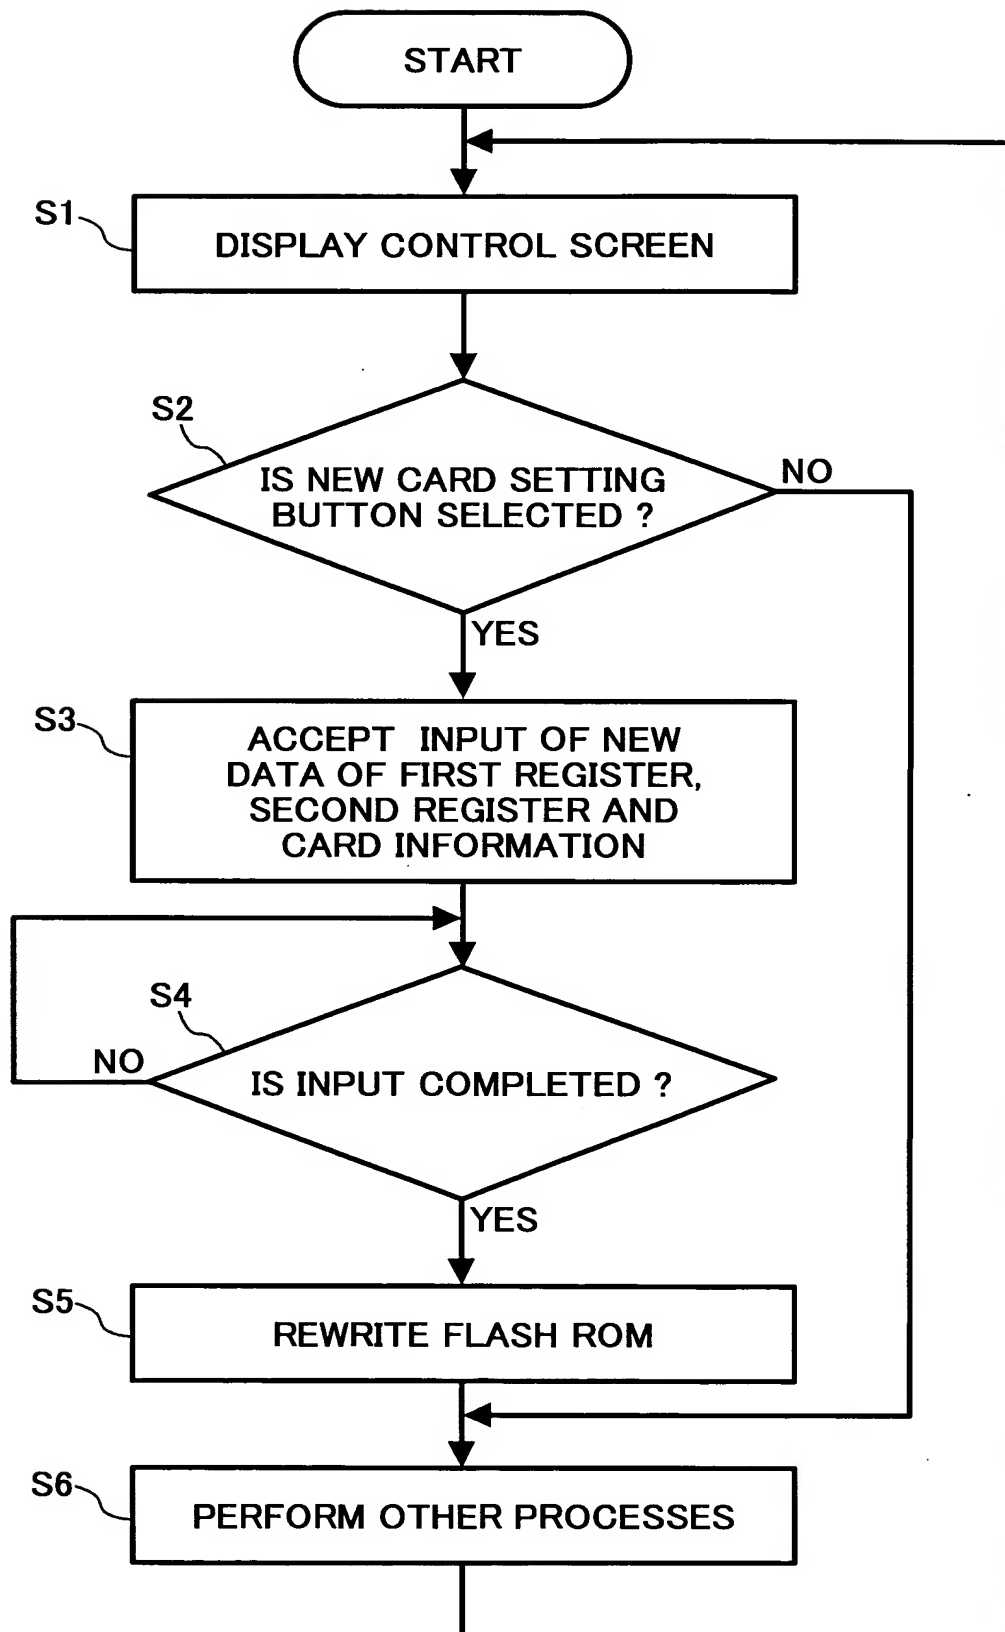 START
S1
DISPLAY CONTROL SCREEN
S2
IS NEW CARD SETTING
BUTTON SELECTED ?
NO
YES
S3
ACCEPT INPUT OF NEW
DATA OF FIRST REGISTER,
SECOND REGISTER AND
CARD INFORMATION
S4
NO
IS INPUT COMPLETED ?
YES
S5
REWRITE FLASH ROM
S6
PERFORM OTHER PROCESSES